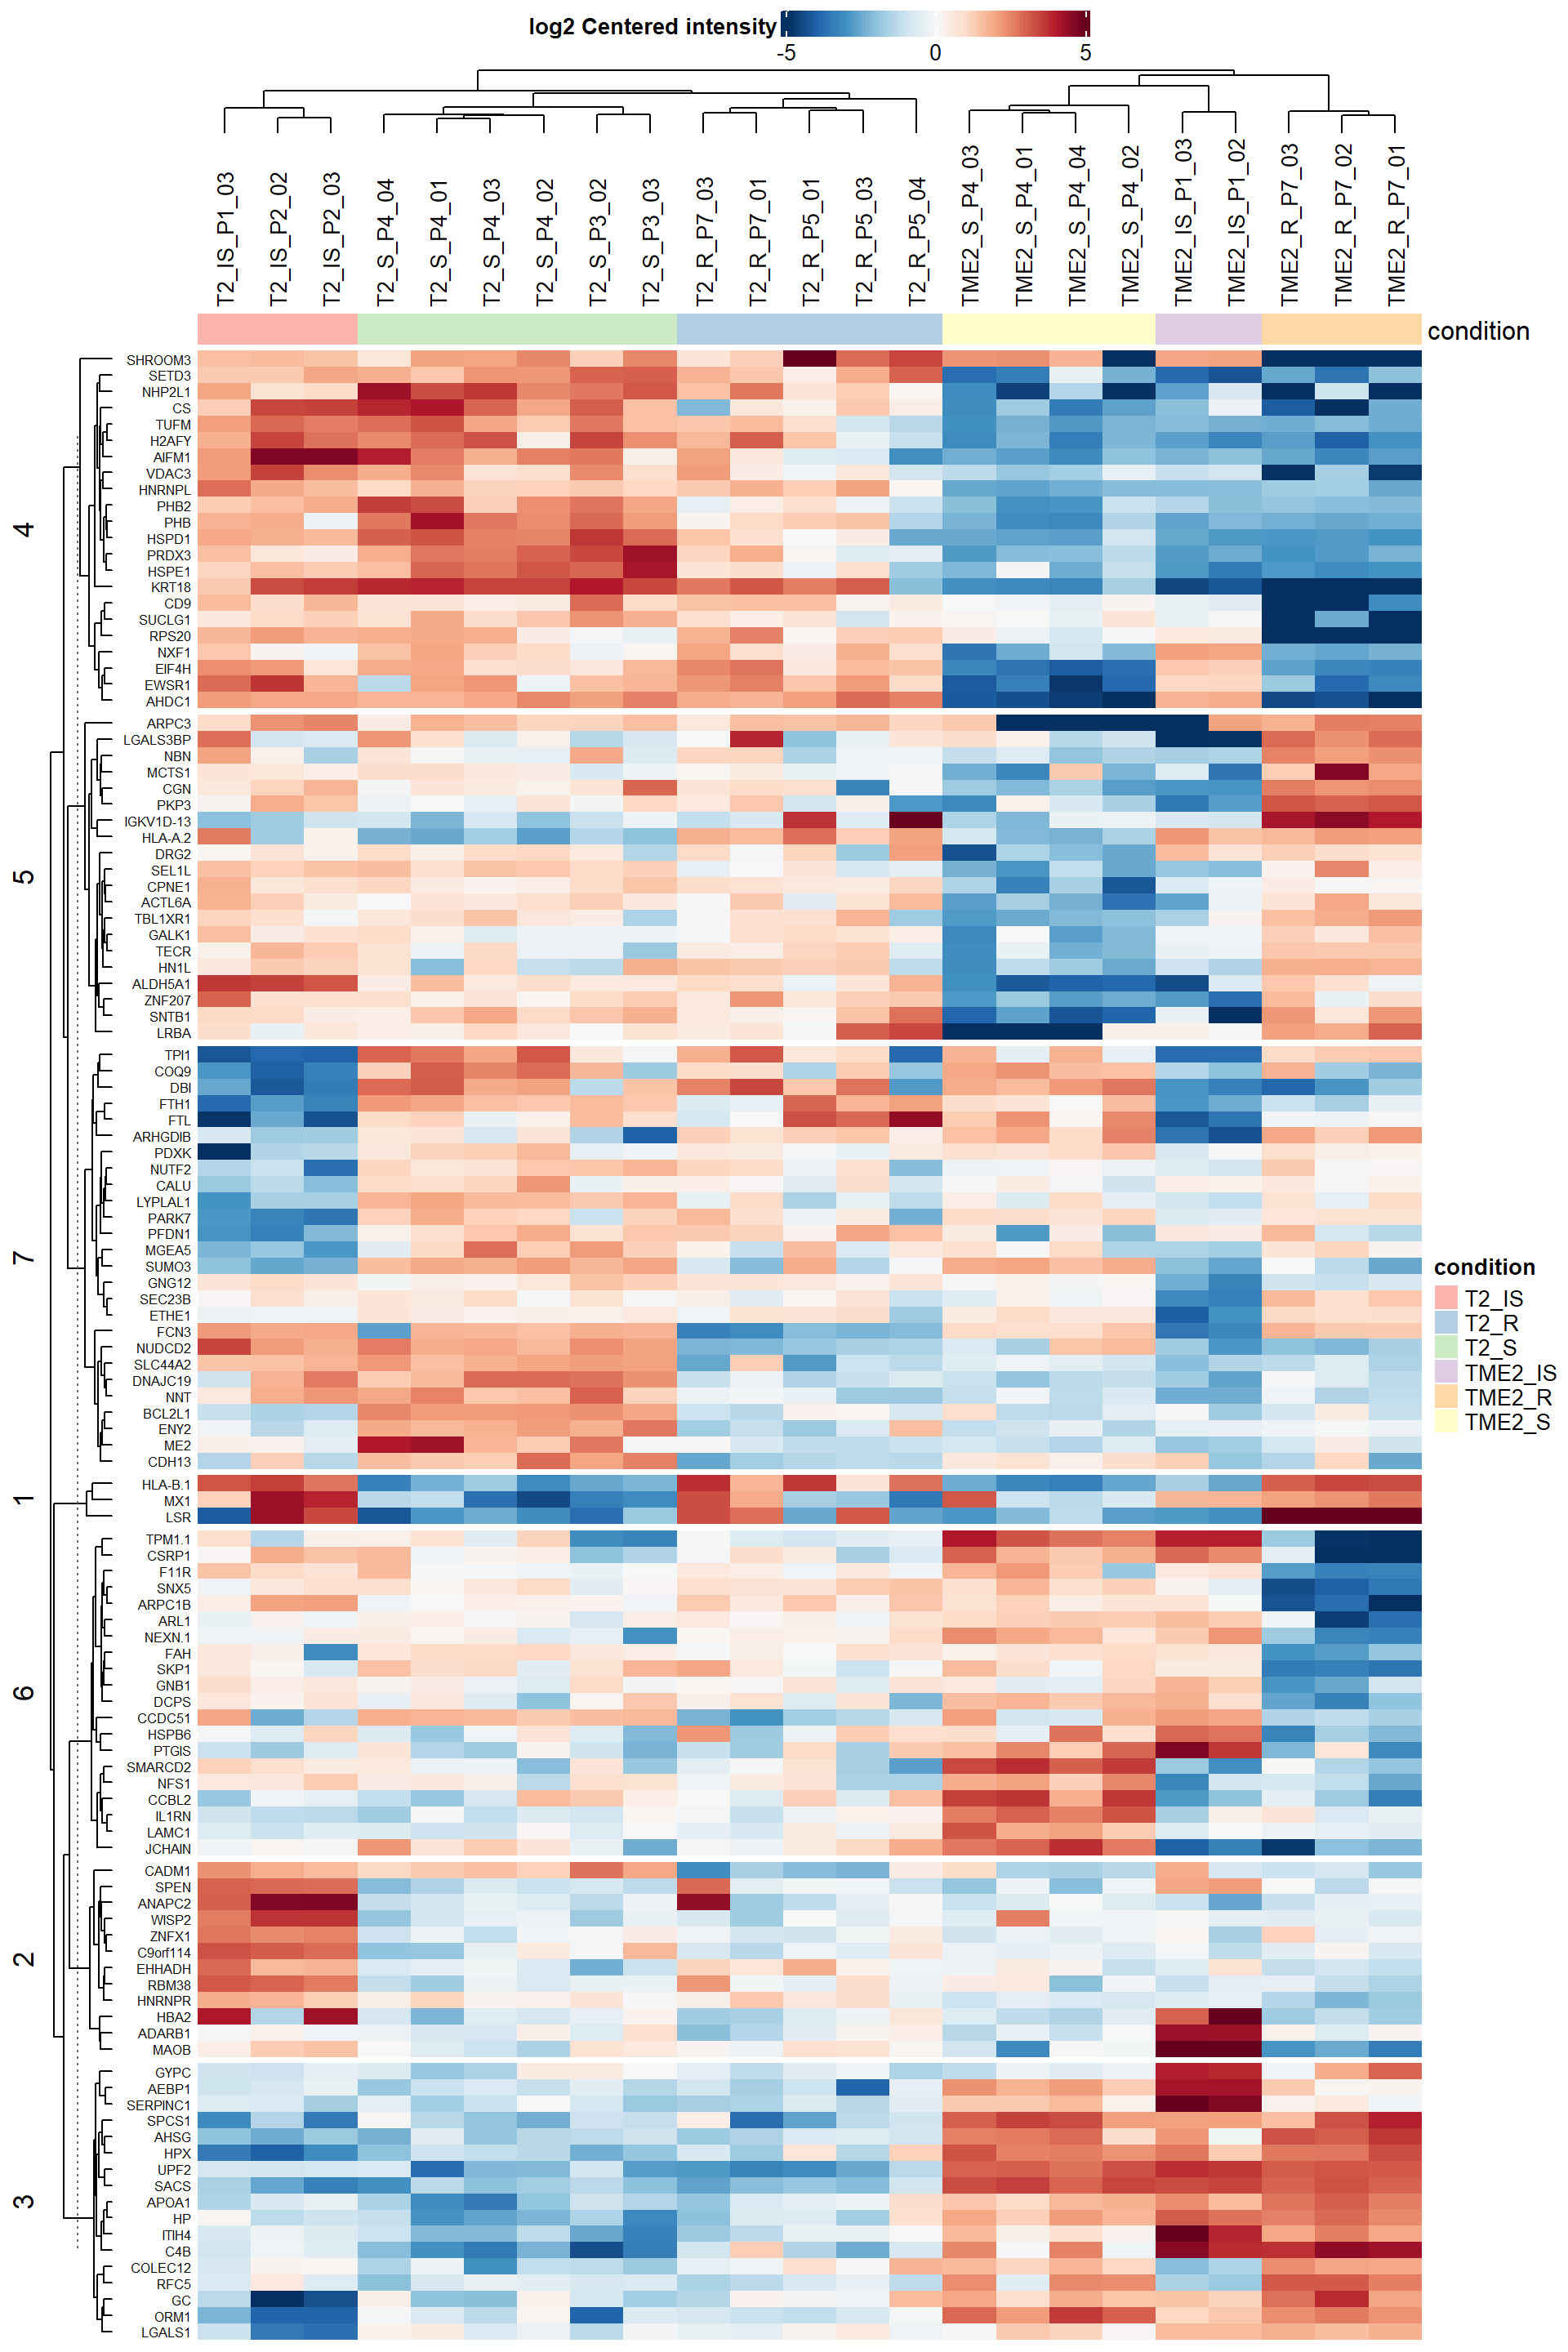 log2 Centered intensity
-5 0 5
T2_IS_P1_03
T2_IS_P2_02
T2_IS_P2_03
T2_S_P4_04
T2_S_P4_01
T2_S_P4_03
T2_S_P4_02
T2_S_P3_02
T2_S_P3_03
T2_R_P7_03
T2_R_P7_01
T2_R_P5_01
T2_R_P5_03
T2_R_P5_04
TME2_S_P4_03
TME2_S_P4_01
TME2_S_P4_04
TME2_S_P4_02
TME2_IS_P1_03
TME2_IS_P1_02
TME2_R_P7_03
TME2_R_P7_02
TME2_R_P7_01
condition
4
SHROOM3
SETD3
NHP2L1
CS
TUFM
H2AFY
AIFM1
VDAC3
HNRNPL
PHB2
PHB
HSPD1
PRDX3
HSPE1
KRT18
CD9
SUCLG1
RPS20
NXF1
EIF4H
EWSR1
AHDC1
5
ARPC3
LGALS3BP
NBN
MCTS1
CGN
PKP3
IGKV1D-13
HLA-A.2
DRG2
SEL1L
CPNE1
ACTL6A
TBL1XR1
GALK1
TECR
HN1L
ALDH5A1
ZNF207
SNTB1
LRBA
7
TPI1
COQ9
DBI
FTH1
FTL
ARHGDIB
PDXK
NUTF2
CALU
LYPLAL1
PARK7
PFDN1
MGEA5
SUMO3
GNG12
SEC23B
ETHE1
FCN3
NUDCD2
SLC44A2
DNAJC19
NNT
BCL2L1
ENY2
ME2
CDH13
1
HLA-B.1
MX1
LSR
6
TPM1.1
CSRP1
F11R
SNX5
ARPC1B
ARL1
NEXN.1
FAH
SKP1
GNB1
DCPS
CCDC51
HSPB6
PTGIS
SMARCD2
NFS1
CCBL2
IL1RN
LAMC1
JCHAIN
2
CADM1
SPEN
ANAPC2
WISP2
ZNFX1
C9orf114
EHHADH
RBM38
HNRNPR
HBA2
ADARB1
MAOB
3
GYPC
AEBP1
SERPINC1
SPCS1
AHSG
HPX
UPF2
SACS
APOA1
HP
ITIH4
C4B
COLEC12
RFC5
GC
ORM1
LGALS1
condition
T2_IS
T2_R
T2_S
TME2_IS
TME2_R
TME2_S